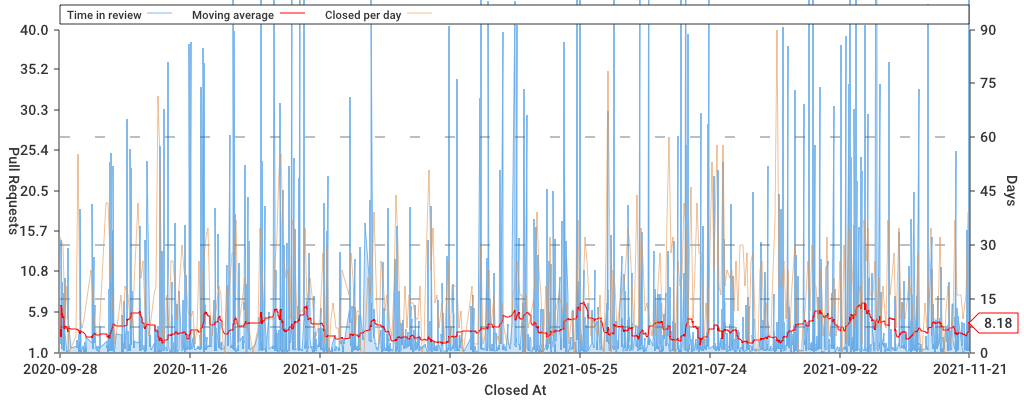 Time in review Moving average Closed per day
40.0 90
35.2 75
30.3
25.4 60
20.5 45
15.7 30
10.8
5.9 15
8.18
1.0 0
Pull Requests
Days
2020-09-28 2020-11-26 2021-01-25 2021-03-26 2021-05-25 2021-07-24 2021-09-22 2021-11-21
Closed At